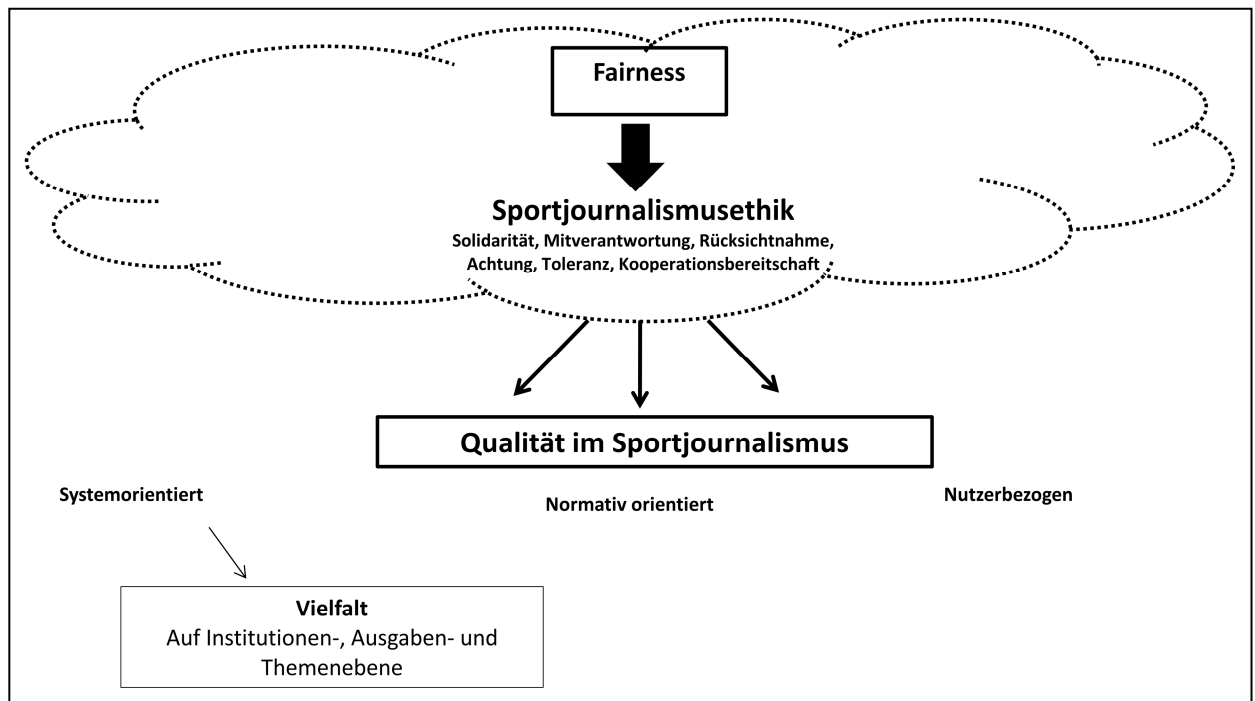 Fairness
Sportjournalismusethik
Solidarität, Mitverantwortung, Rücksichtnahme,
Achtung, Toleranz, Kooperationsbereitschaft
Qualität im Sportjournalismus
Systemorientiert
Normativ orientiert
Nutzerbezogen
Vielfalt
Auf Institutionen-, Ausgaben- und
Themenebene